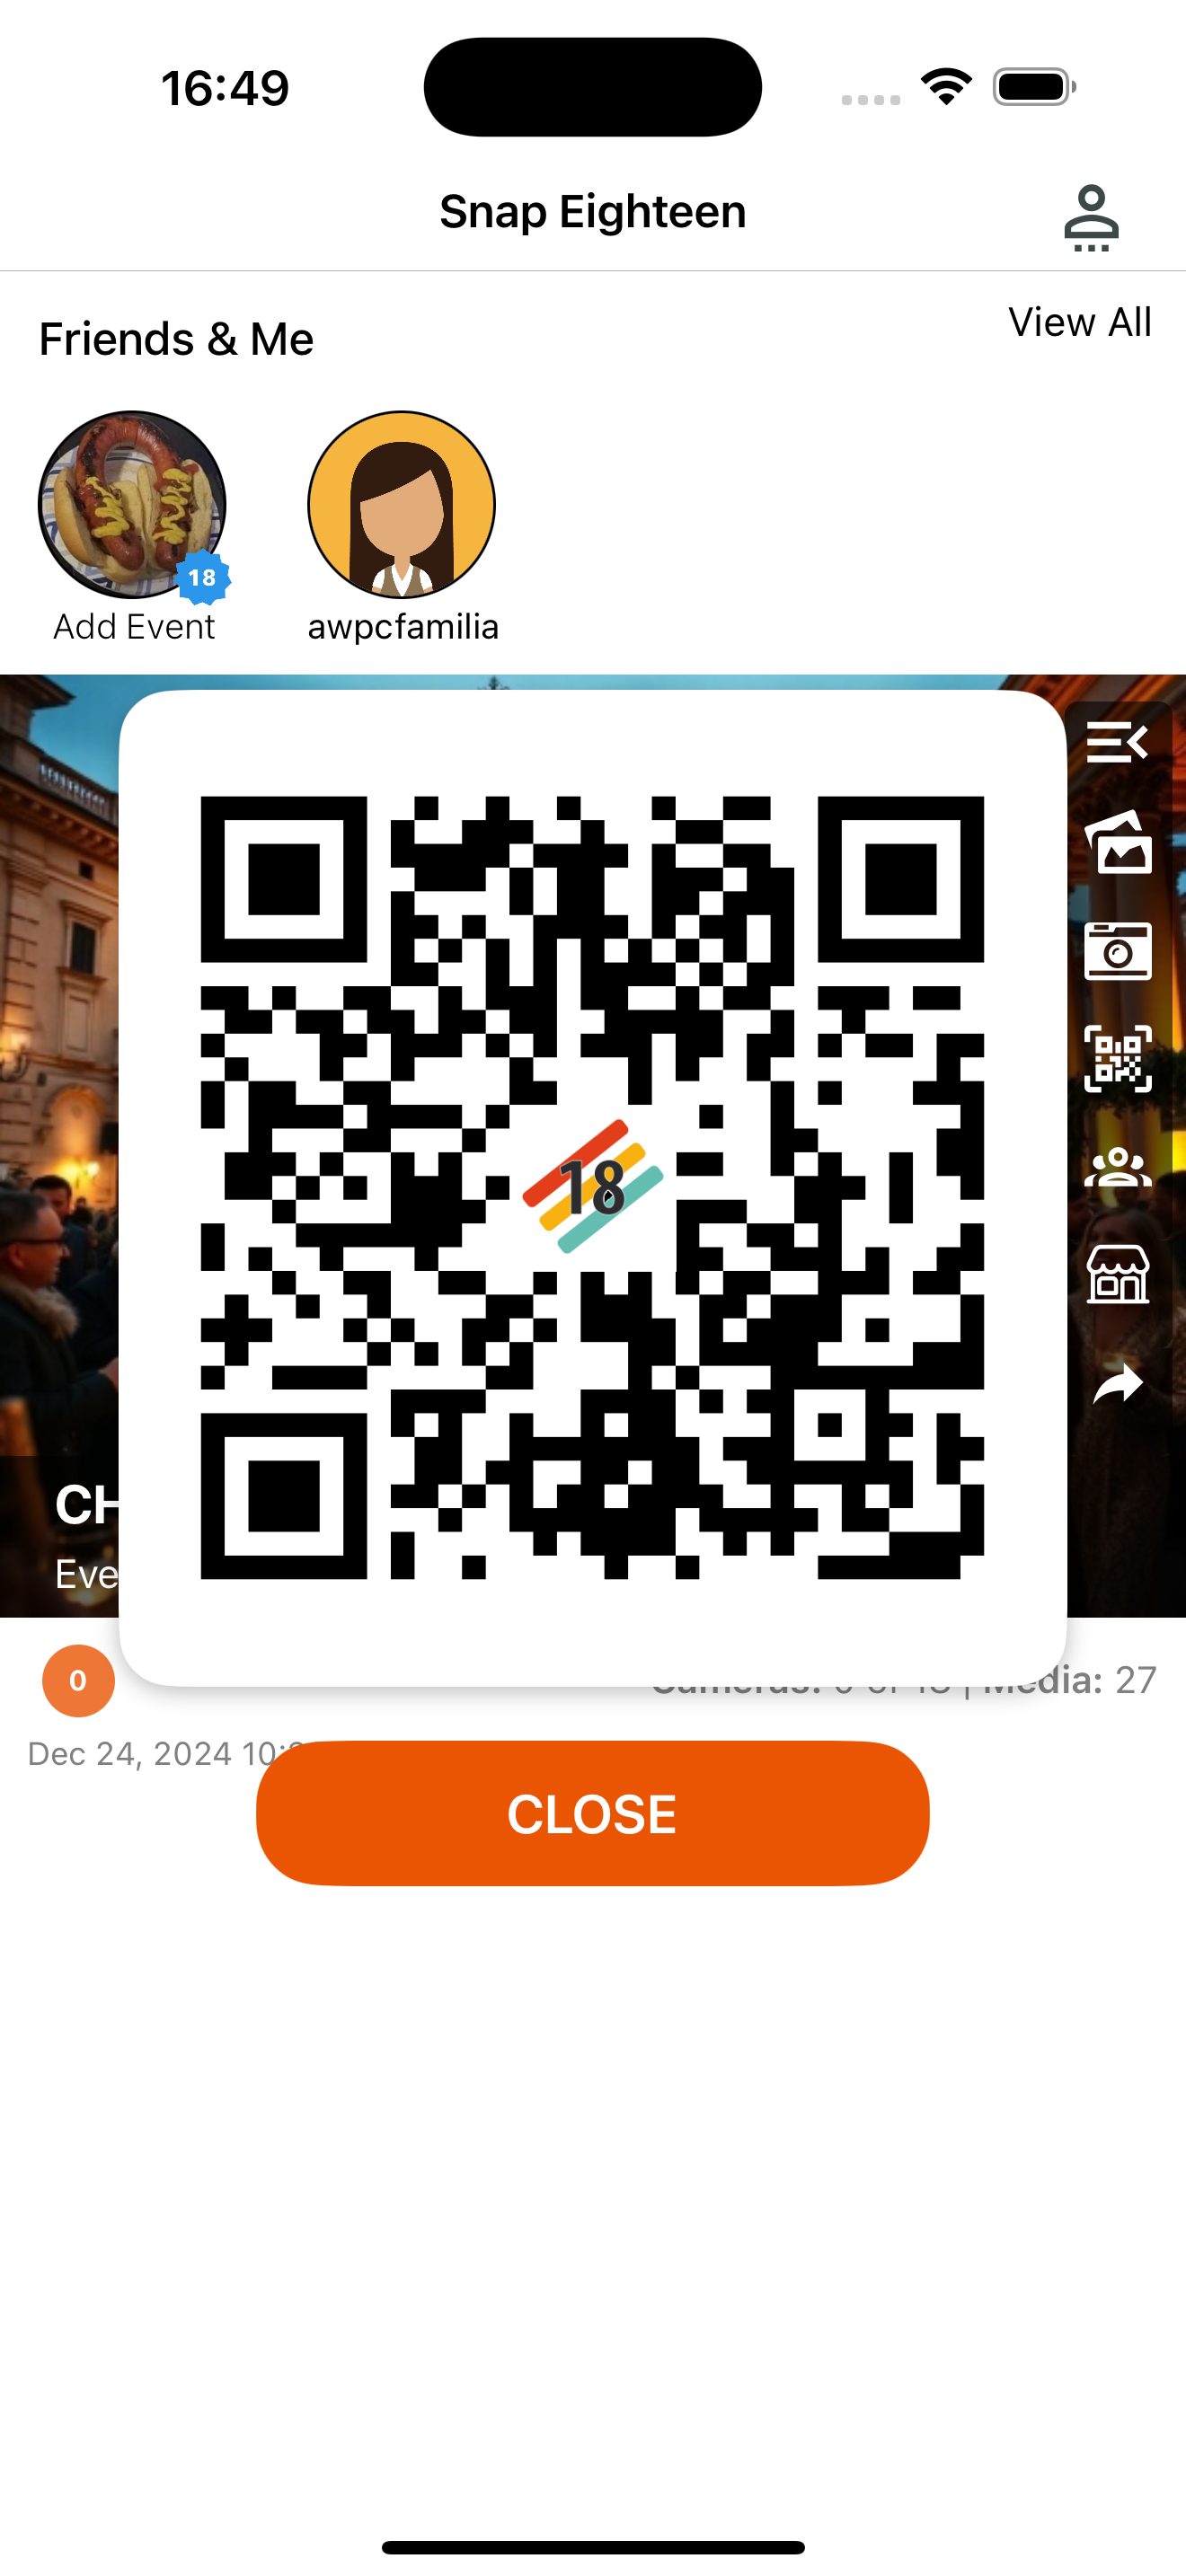 16:49
Snap Eighteen
Friends & Me
View All
18
Add Event
awpcfamilia
18
0
Media: 27
Dec 24, 2024
CLOSE